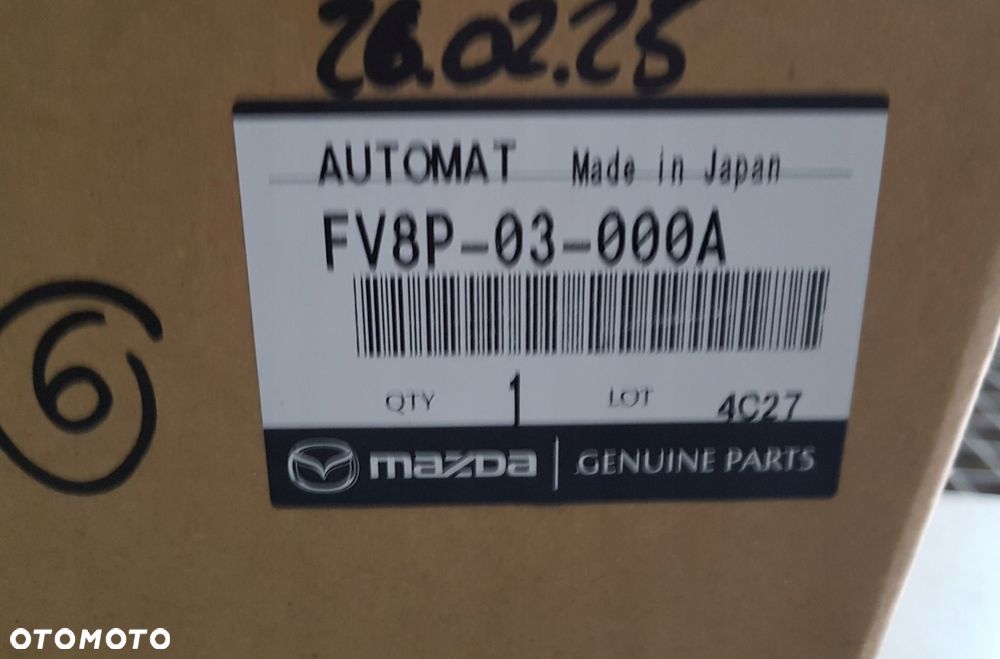 26.02.25
AUTOMAT Made in Japan
FV8P-03-000A
QTY 1 LOT 4C27
mazda GENUINE PARTS
6
OTOMOTO